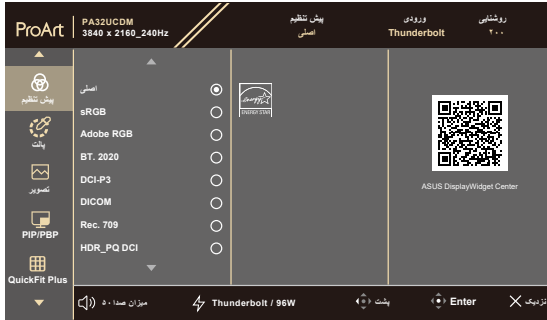 ProArt
PA32UCDM
3840 x 2160_240Hz
پیش تنظیم
اصلی
ورودی
Thunderbolt
روشنایی
۲۰۰
پیش تنظیم
پالت
تصویر
PIP/PBP
QuickFit Plus
اصلی
sRGB
Adobe RGB
BT. 2020
DCI-P3
DICOM
Rec. 709
HDR_PQ DCI
energy
ENERGY STAR
ASUS DisplayWidget Center
میزان صدا ۵۰
Thunderbolt / 96W
پشت
Enter
نزدیک